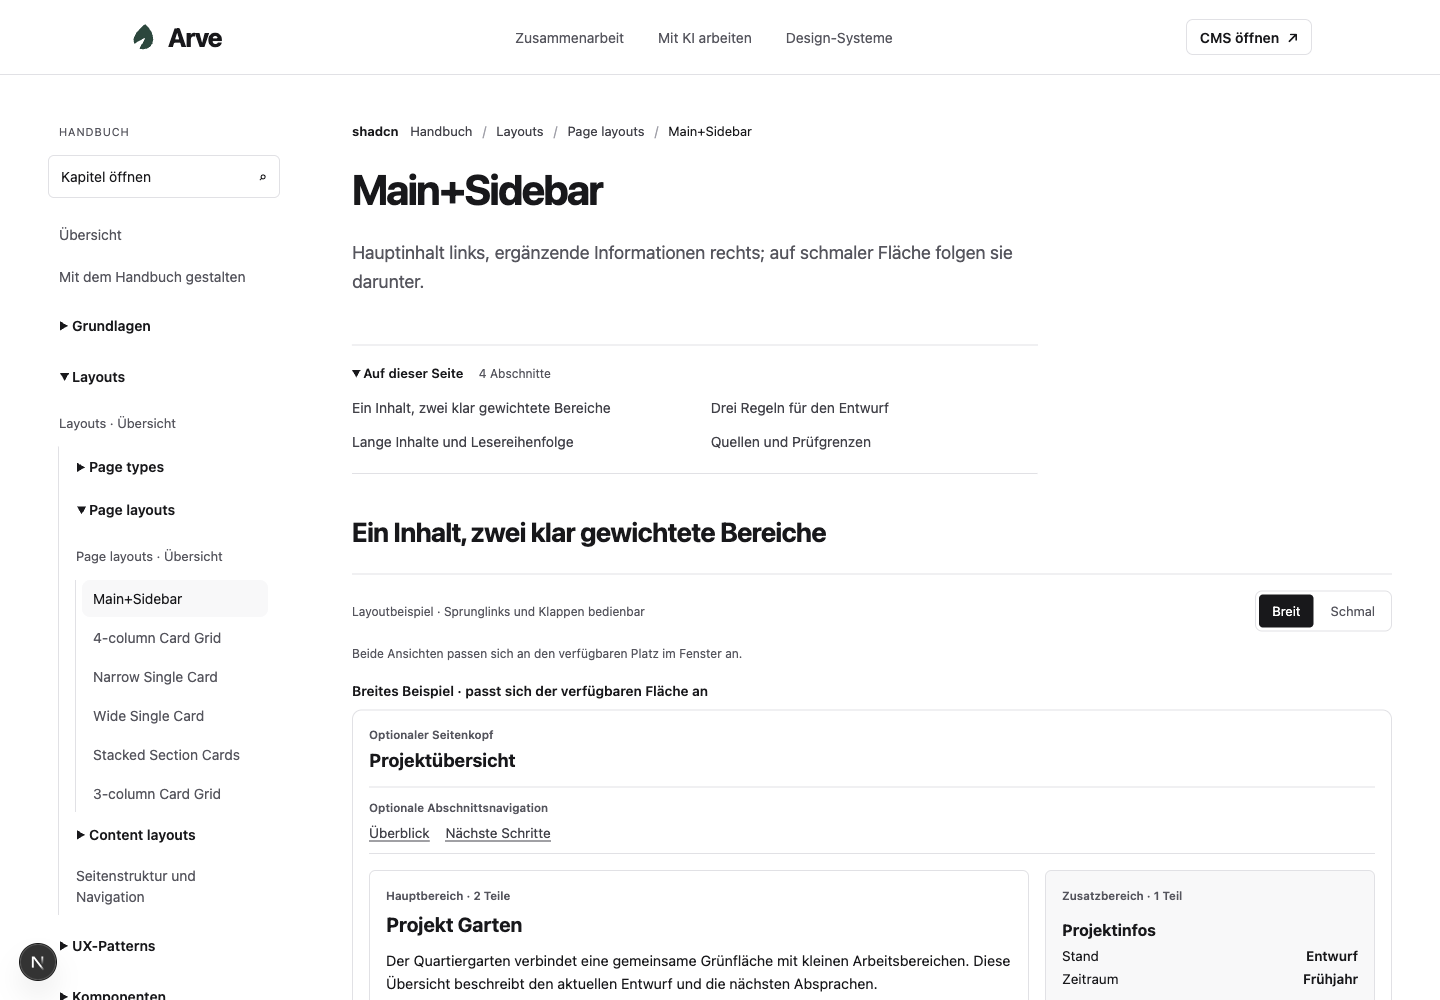 Arve
Zusammenarbeit
Mit KI arbeiten
Design-Systeme
CMS öffnen
HANDBUCH
Kapitel öffnen
Übersicht
Mit dem Handbuch gestalten
Grundlagen
Layouts
Layouts · Übersicht
Page types
Page layouts
Page layouts · Übersicht
Main+Sidebar
4-column Card Grid
Narrow Single Card
Wide Single Card
Stacked Section Cards
3-column Card Grid
Content layouts
Seitenstruktur und
Navigation
UX-Patterns
Komponenten
N
shadcn Handbuch / Layouts / Page layouts / Main+Sidebar
Main+Sidebar
Hauptinhalt links, ergänzende Informationen rechts; auf schmaler Fläche folgen sie
darunter.
Auf dieser Seite 4 Abschnitte
Ein Inhalt, zwei klar gewichtete Bereiche
Drei Regeln für den Entwurf
Lange Inhalte und Lesereihenfolge
Quellen und Prüfgrenzen
Ein Inhalt, zwei klar gewichtete Bereiche
Layoutbeispiel · Sprunglinks und Klappen bedienbar
Breit
Schmal
Beide Ansichten passen sich an den verfügbaren Platz im Fenster an.
Breites Beispiel · passt sich der verfügbaren Fläche an
Optionaler Seitenkopf
Projektübersicht
Optionale Abschnittsnavigation
Überblick
Nächste Schritte
Hauptbereich · 2 Teile
Projekt Garten
Der Quartiergarten verbindet eine gemeinsame Grünfläche mit kleinen Arbeitsbereichen. Diese
Übersicht beschreibt den aktuellen Entwurf und die nächsten Absprachen.
Zusatzbereich · 1 Teil
Projektinfos
Stand Entwurf
Zeitraum Frühjahr